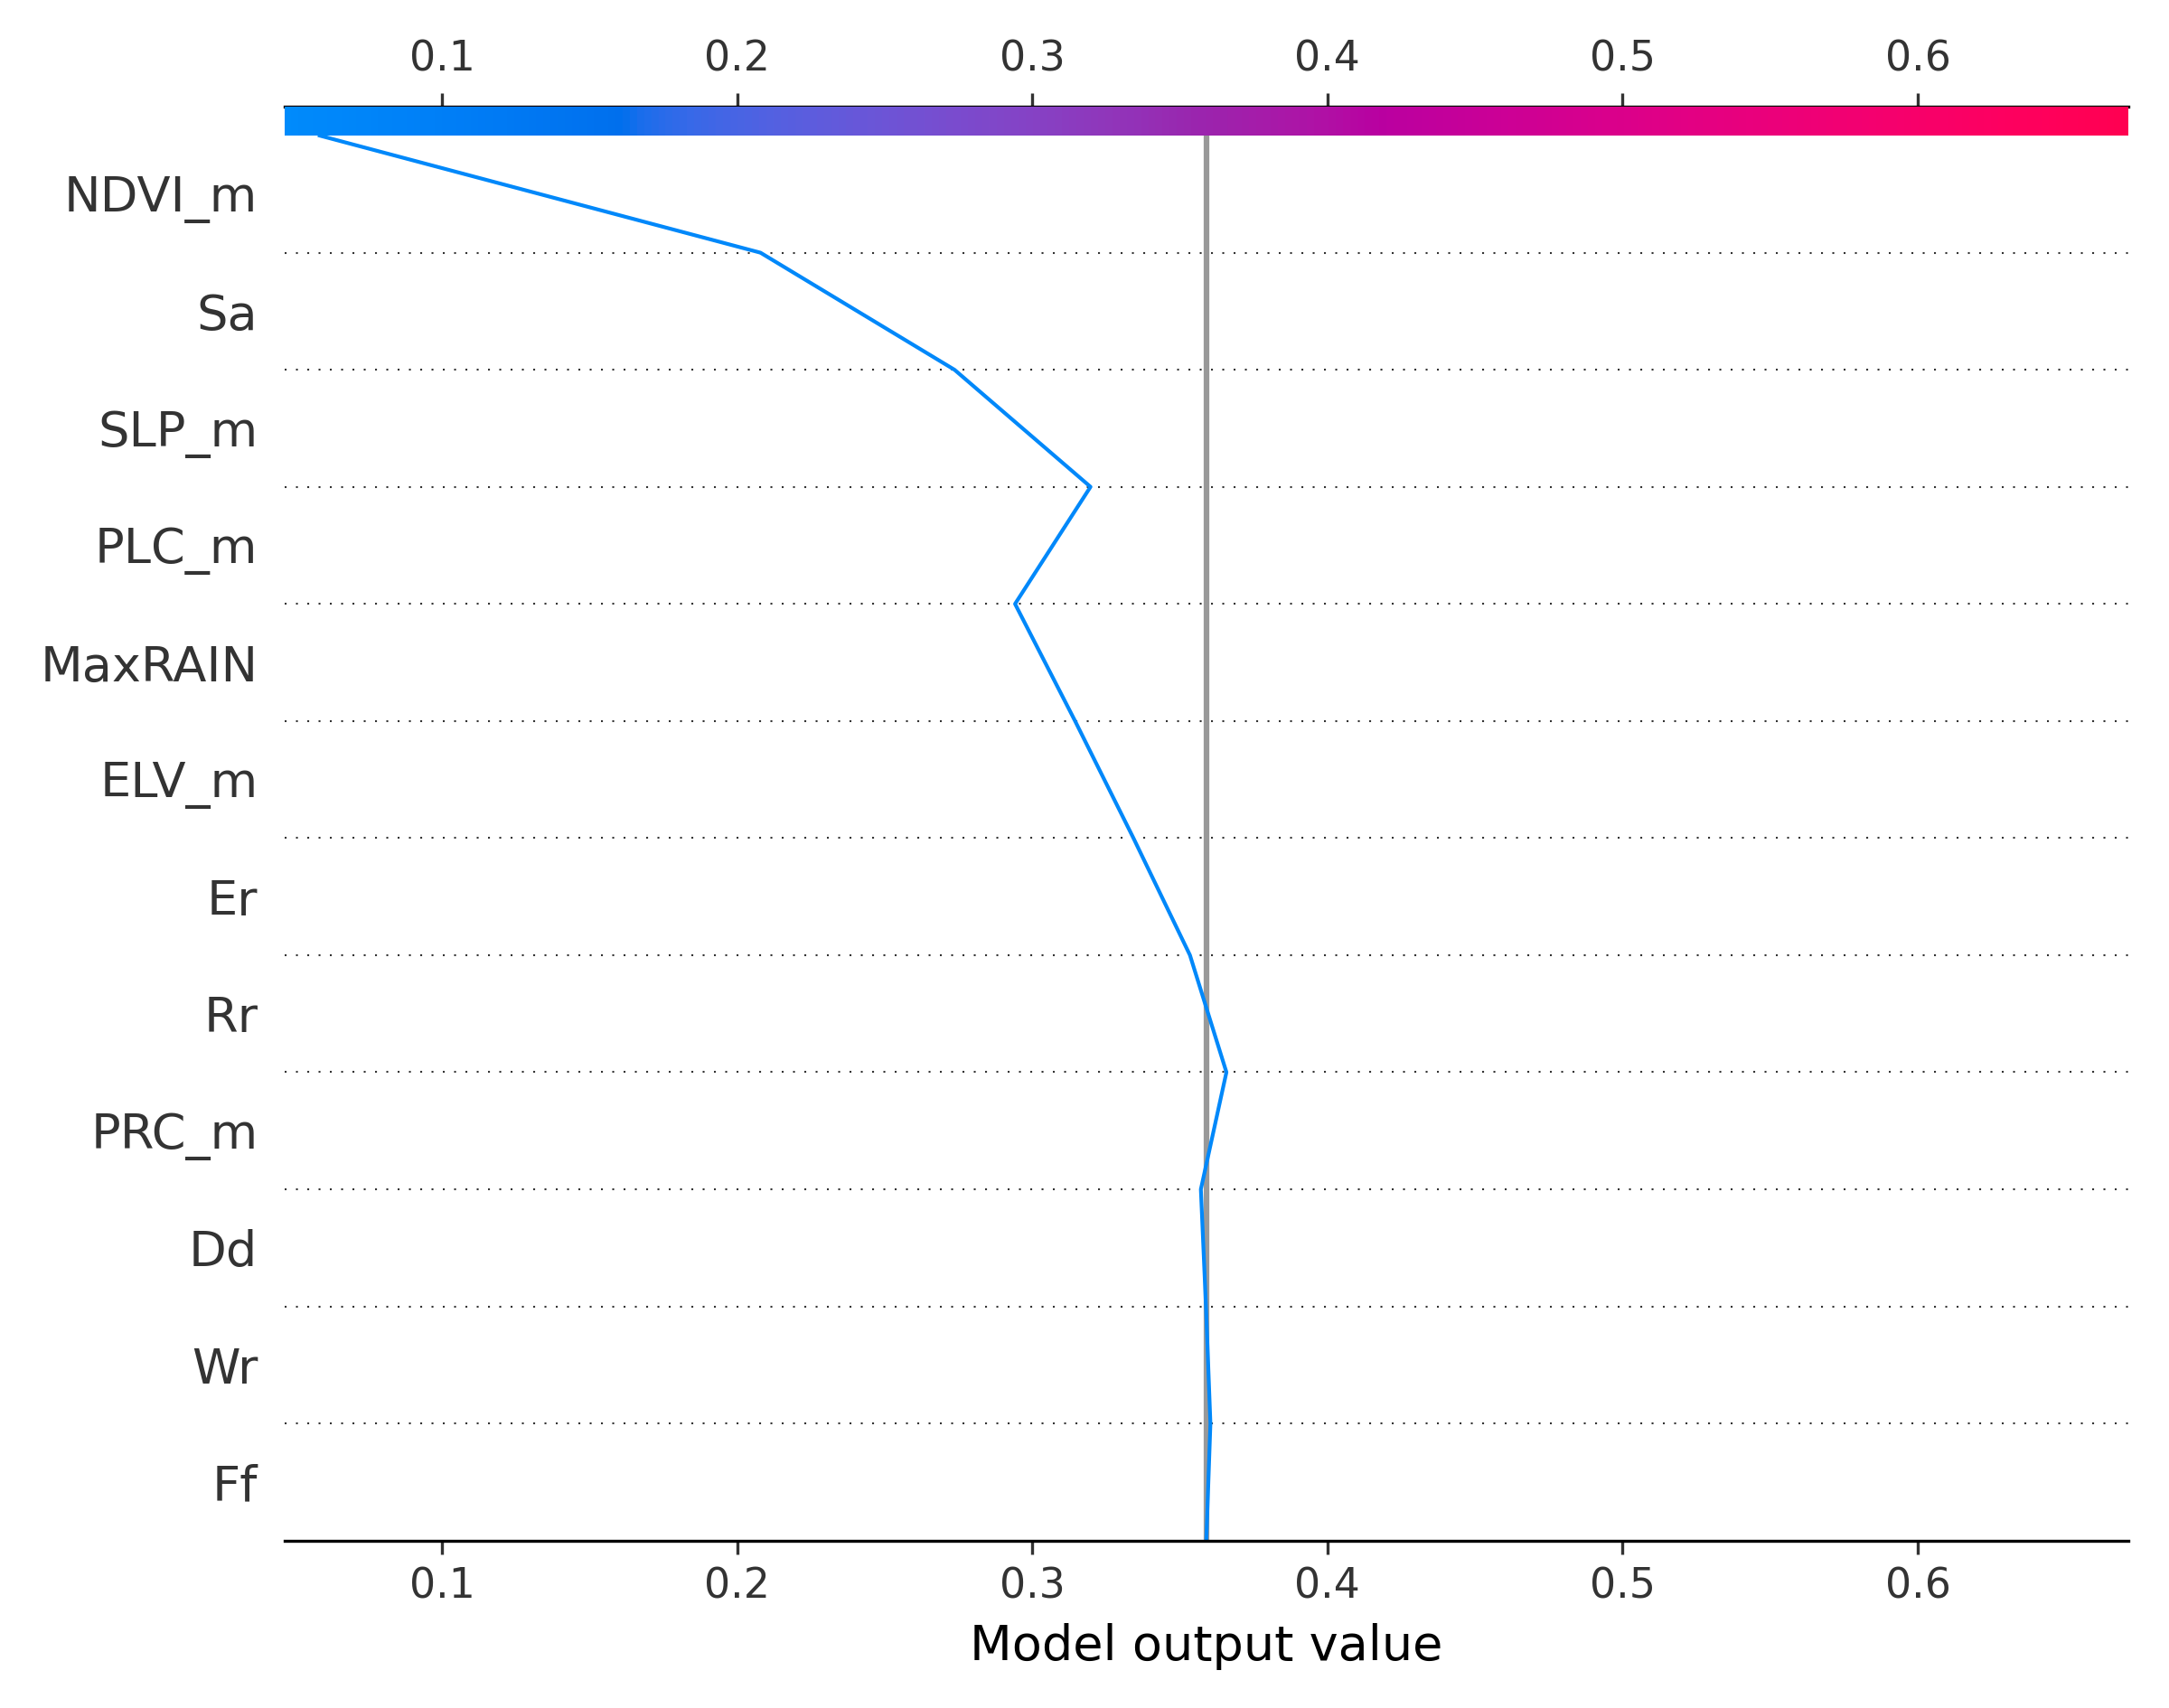 0.1 0.2 0.3 0.4 0.5 0.6
NDVI_m
Sa
SLP_m
PLC_m
MaxRAIN
ELV_m
Er
Rr
PRC_m
Dd
Wr
Ff
0.1 0.2 0.3 0.4 0.5 0.6
Model output value